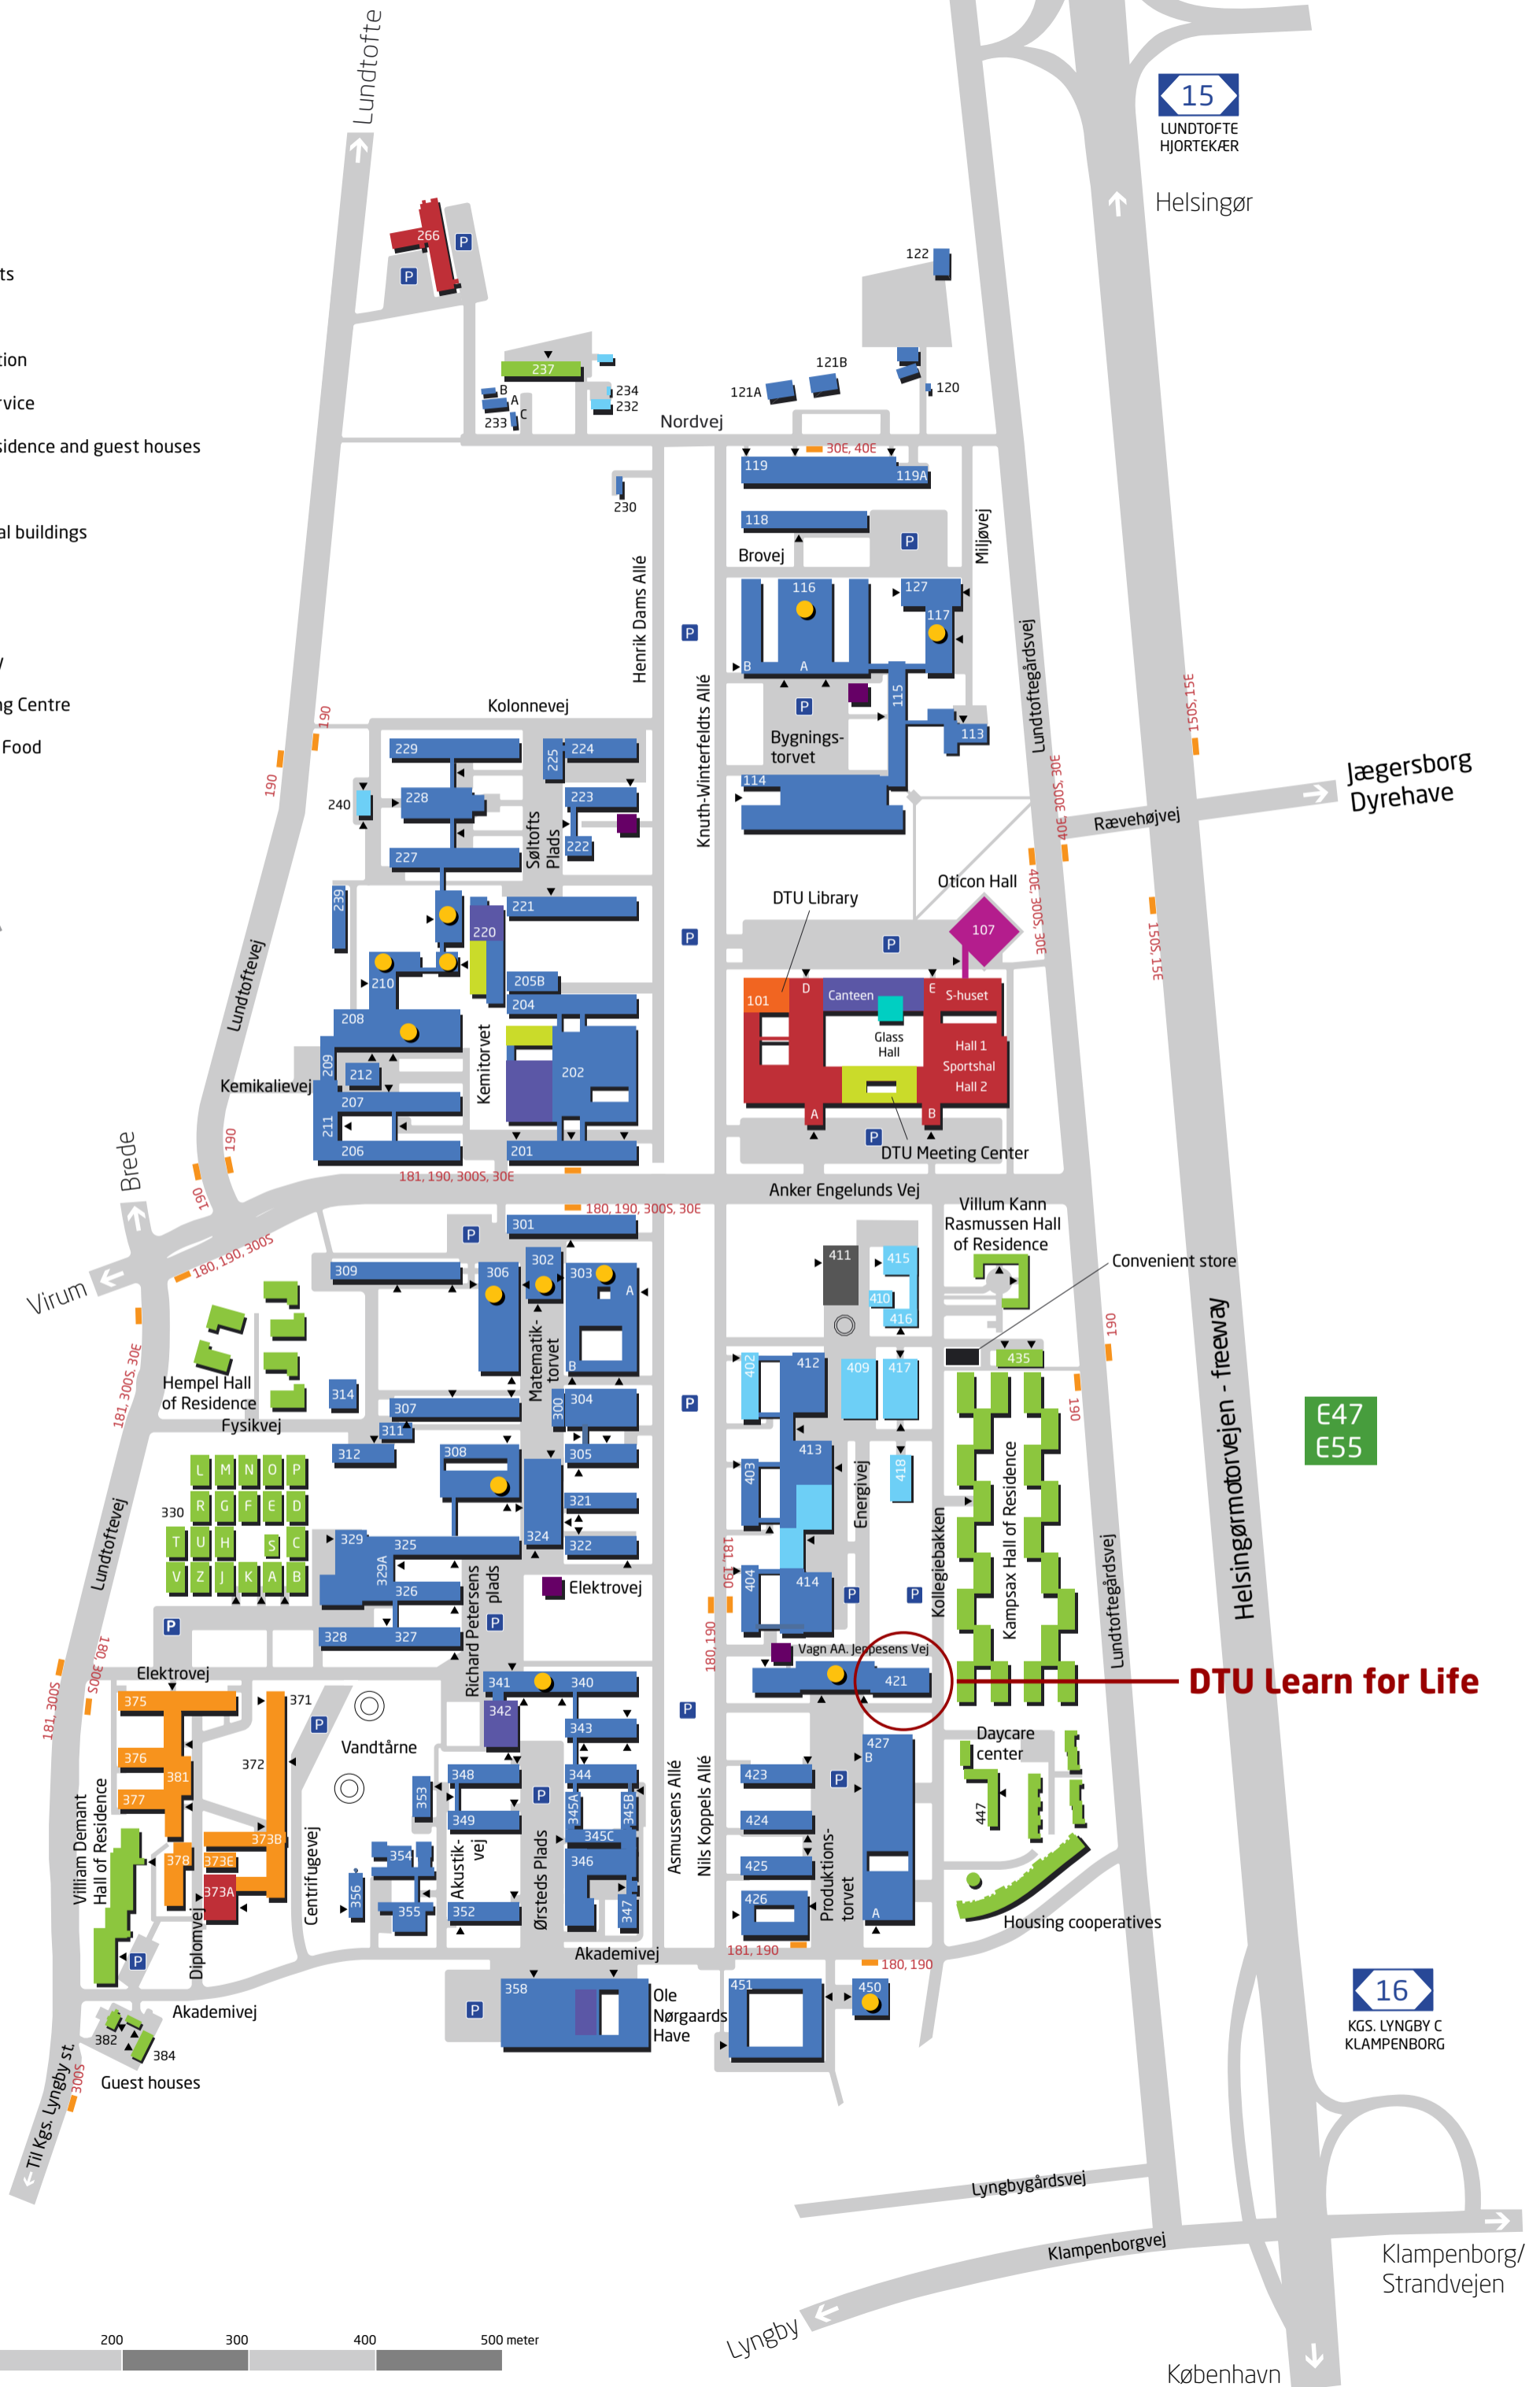 Lundtofte
15
LUNDTOFTE
HJORTEKÆR
Helsingør
266
P
P
122
ts
tion
237
B
A
C
233
234
232
121B
121A
120
rvice
Nordvej
30E, 40E
sidence and guest houses
119
119A
230
118
al buildings
Brovej
P
Miljøvej
Henrik Dams Allé
116
127
117
P
B
A
115
Lundtoftegårdsvej
y
ng Centre
Food
190
190
Kolonnevej
Knuth-Winterfeldts Allé
P
Bygnings-
torvet
113
150S, 15E
229
225
224
240
228
223
Søltofts
Plads
222
227
114
30E, 300S, 40E
Rævehøjvej
Jægersborg
Dyrehave
40E, 300S, 30E
239
221
220
P
DTU Library
Oticon Hall
107
P
150S, 15E
Lundtoftevej
210
205B
204
208
101
D
Canteen
E
S-huset
Glass
Hall
Hall 1
Sportshal
Hall 2
209
212
Kemitorvet
202
Kemikalievej
207
211
206
201
A
B
P
DTU Meeting Center
190
190
181, 190, 300S, 30E
Brede
Anker Engelunds Vej
180, 190, 300S, 30E
180, 190, 300S
Virum
P
301
309
306
302
303
A
B
Matematik-
torvet
Villum Kann
Rasmussen Hall
of Residence
Convenient store
411
415
410
416
190
181, 300S, 30E
Hempel Hall
of Residence
Fysikvej
314
307
311
312
300
304
305
308
P
402
412
409
417
435
190
413
403
418
Energivej
Kollegiebakken
Kampsax Hall of Residence
Helsingørmotorvejen - freeway
E47
E55
L M N O P
330
R G F E D
T U H S C
V Z J K A B
Lundtoftevej
329
325
329A
326
328
327
324
321
322
Elektrovej
Richard Petersens
plads
P
P
181, 190
180, 190
404
414
P
P
Lundtoftegårdsvej
Vagn AA. Jeppesens Vej
421
DTU Learn for Life
180, 300S
181, 300S
Elektrovej
375
371
376
381
377
372
P
373B
378
373E
373A
Villiam Demant
Hall of Residence
Diplomvej
P
Centrifugevej
Vandtårne
341
340
342
343
348
344
353
P
345A
345B
349
345C
354
346
Akustik-
vej
Ørsteds Plads
356
355
352
347
P
Asmussens Allé
Nils Koppels Allé
423
P
427
B
424
425
426
Produktions-
torvet
A
Daycare
center
447
Housing cooperatives
Akademivej
181, 190
180, 190
Akademivej
382
384
Guest houses
P
358
Ole
Nørgaards
Have
451
450
16
KGS. LYNGBY C
KLAMPENBORG
300S
Til Kgs. Lyngby st.
Lyngbygårdsvej
Klampenborgvej
Klampenborg/
Strandvejen
Lyngby
København
200 300 400 500 meter